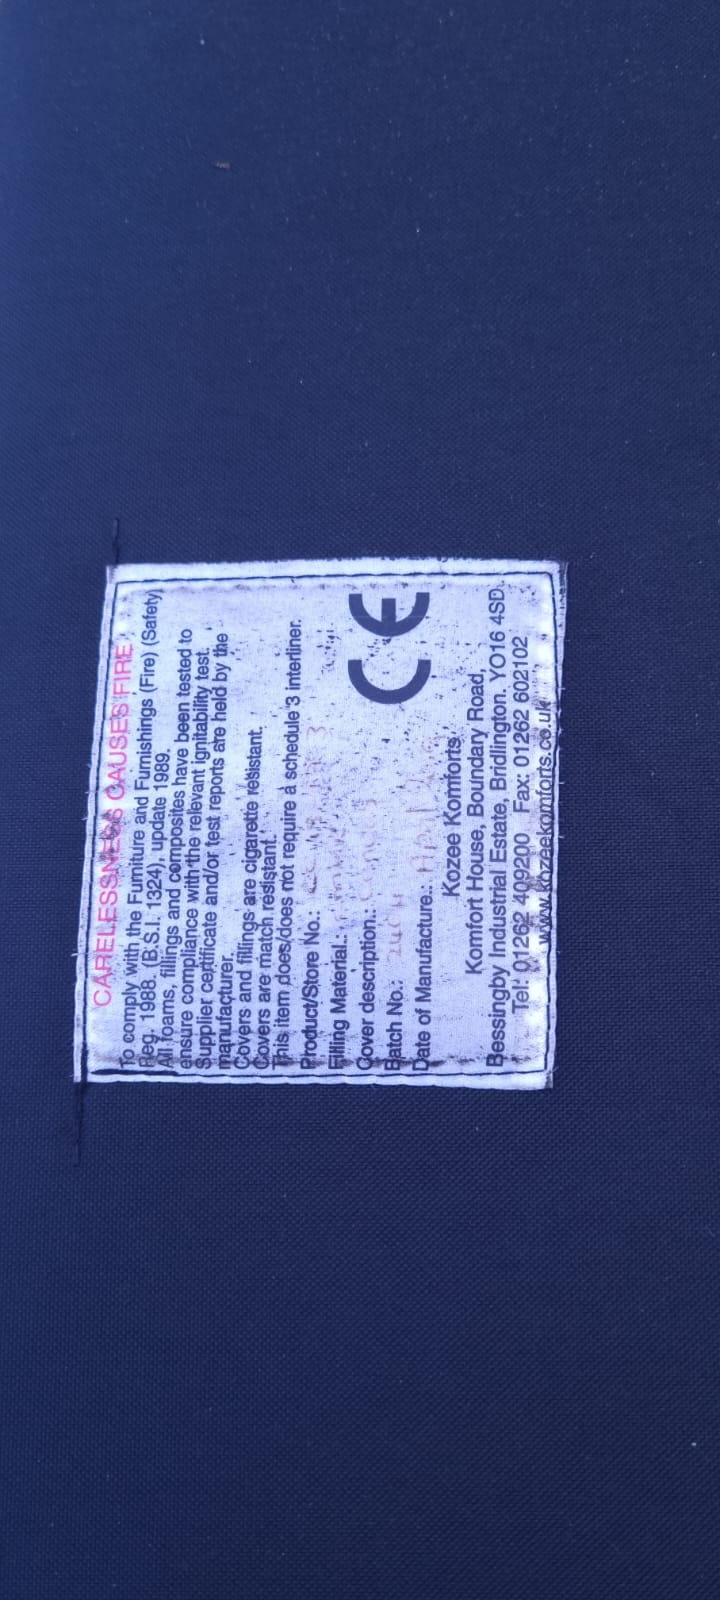 CARELESSNESS CAUSES FIRE
To comply with the Furniture and Furnishings (Fire) (Safety)
Reg. 1988. (B.S.I. 1324), update 1989.
All foams, fillings and composites have been tested to
ensure compliance with the relevant ignitability test.
Supplier certificate and/or test reports are held by the
manufacturer.
Covers and fillings are cigarette resistant.
Covers are match resistant.
This item does/does not require a schedule 3 interliner.
Product/Store No.:
Filling Material.:
Cover description.:
Batch No.:
Date of Manufacture.: April
CE
Kozee Komforts
Komfort House, Boundary Road,
Bessingby Industrial Estate, Bridlington. YO16 4SD.
Tel: 01262 409200 Fax: 01262 602102
www.kozeekomforts.co.uk